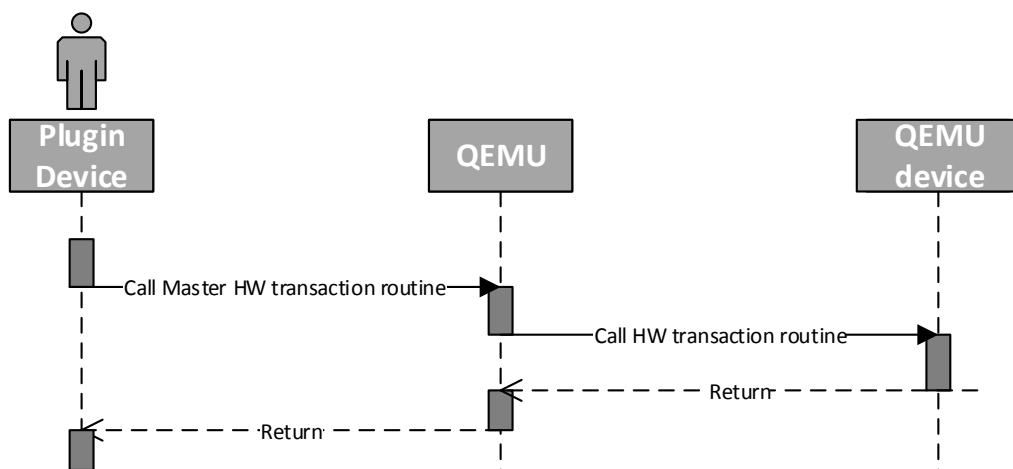 Plugin
Device
QEMU
QEMU
device
Call Master HW transaction routine
Call HW transaction routine
Return
Return